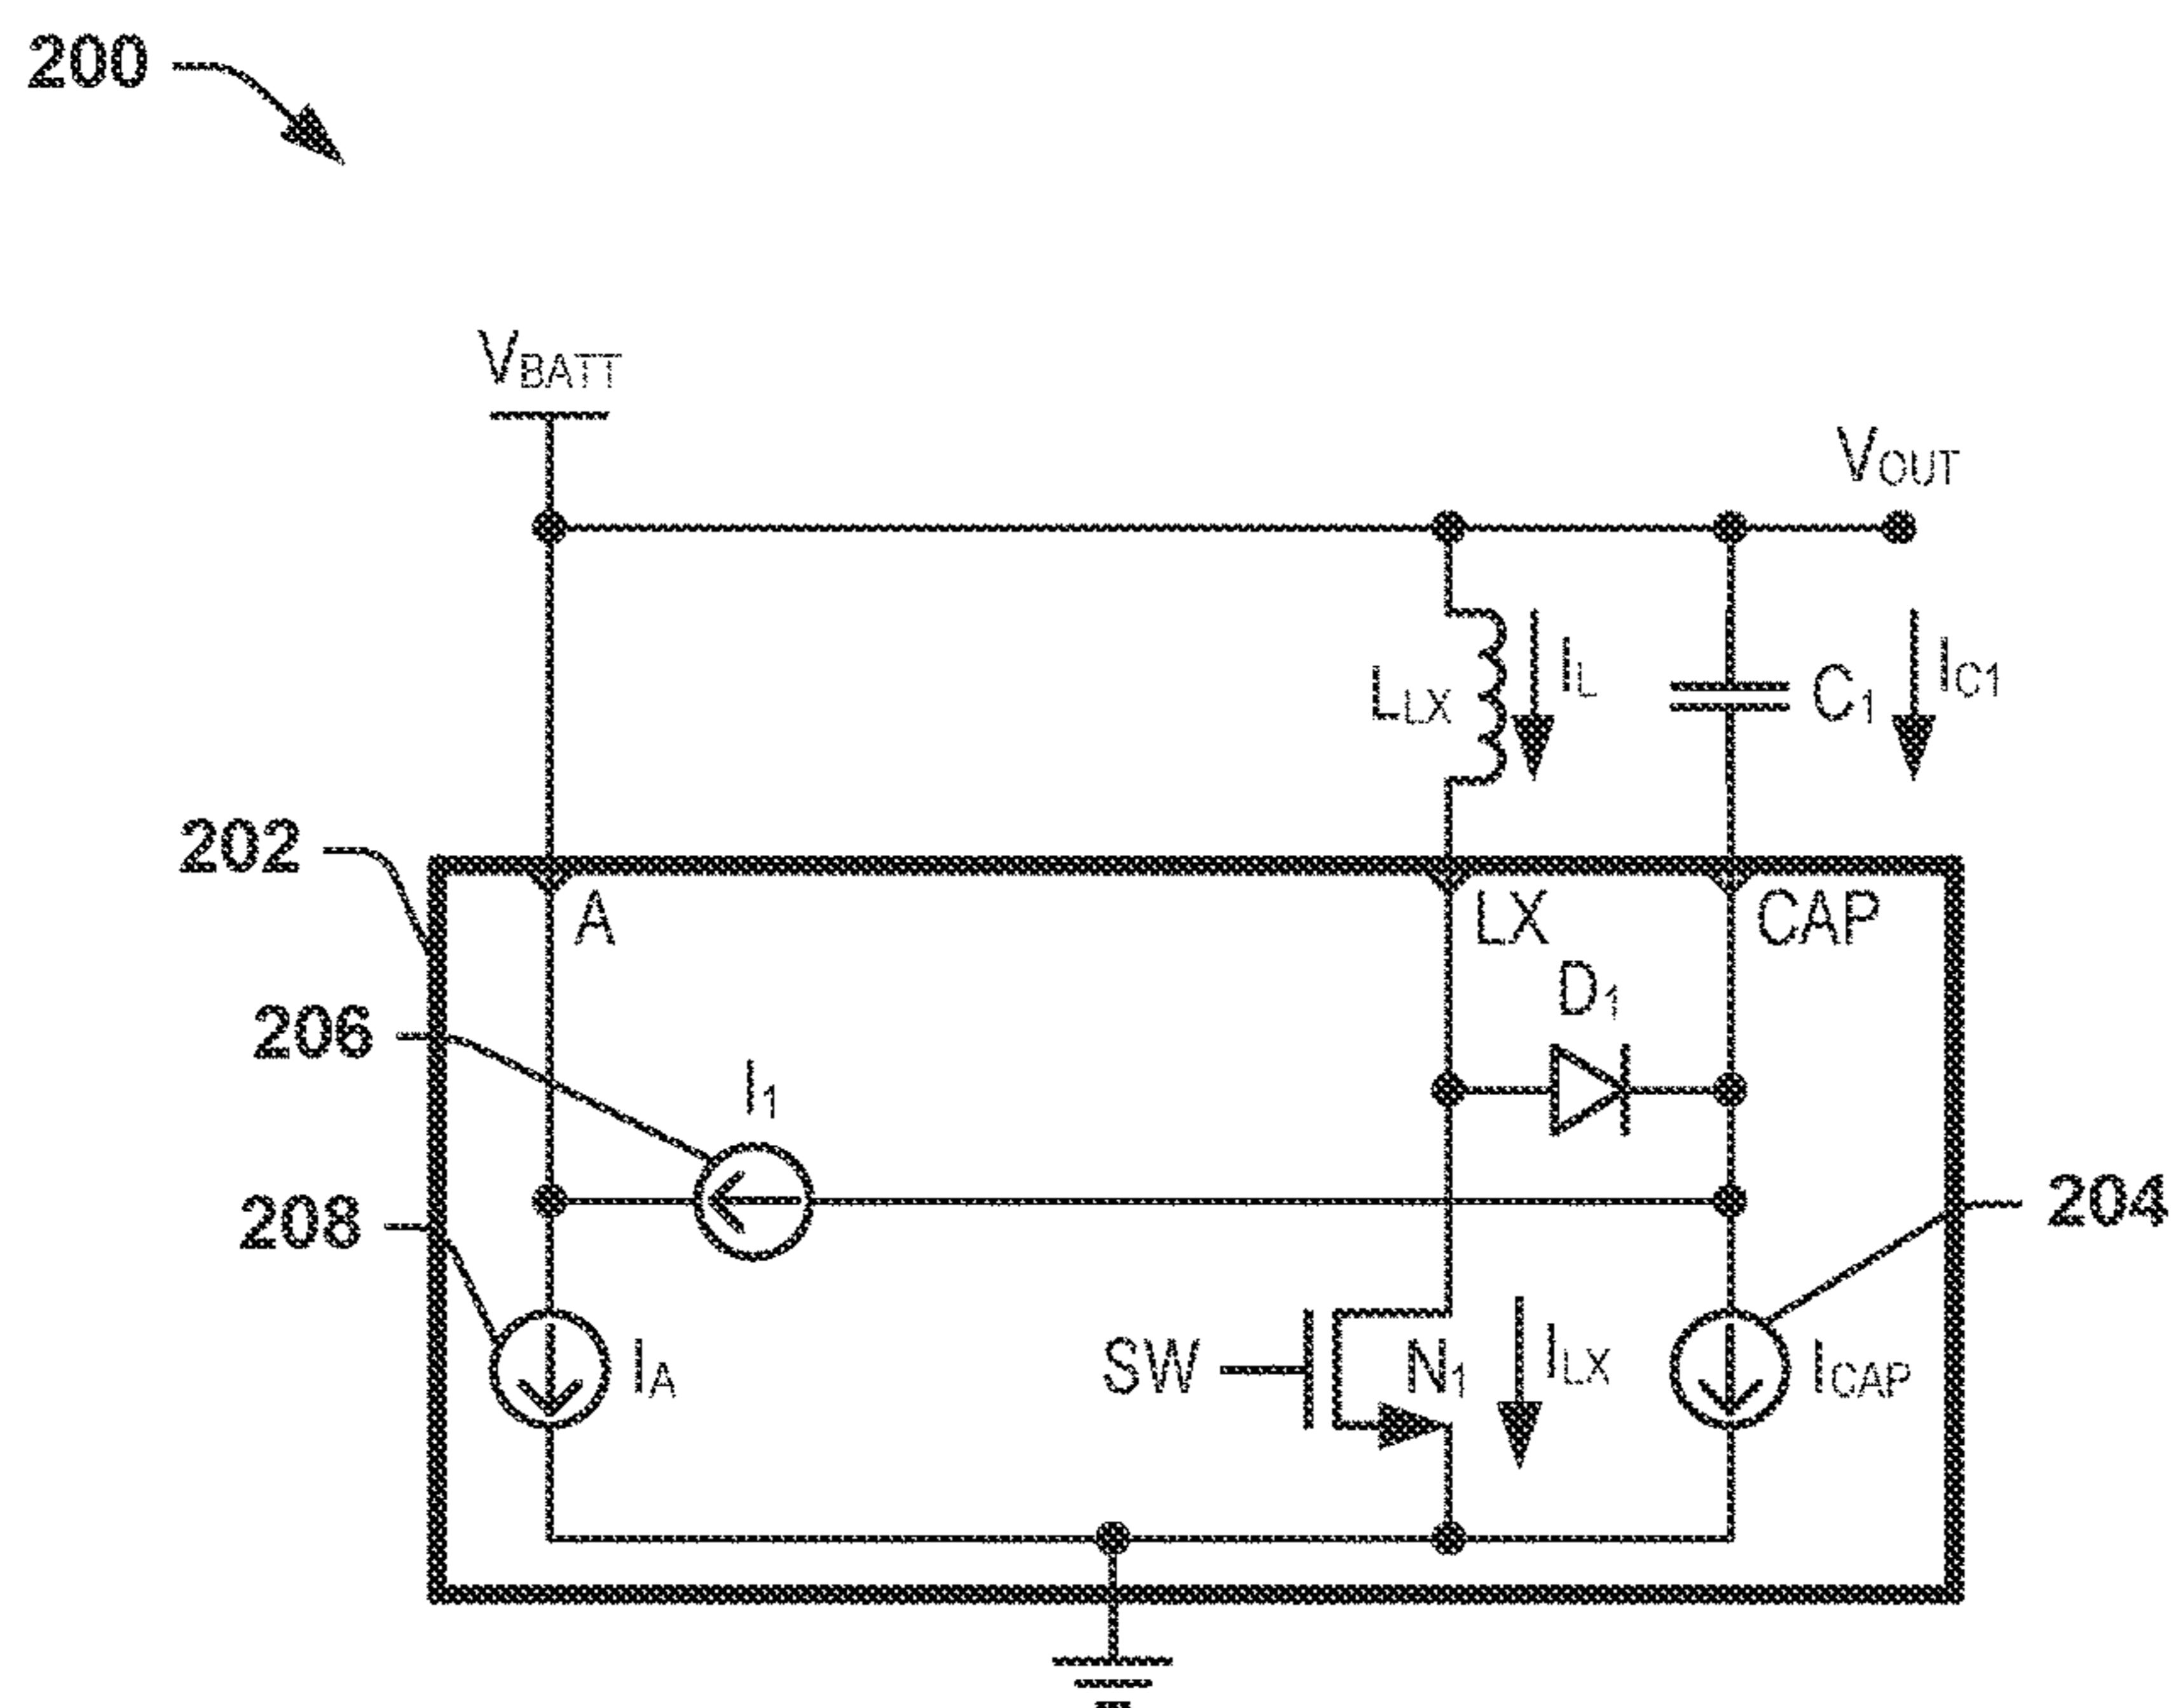 200
VBATT
VOUT
LLX
IL
C1
IC1
202
A
LX
CAP
D1
206
I1
208
204
IA
SW
N1
ILX
ICAP